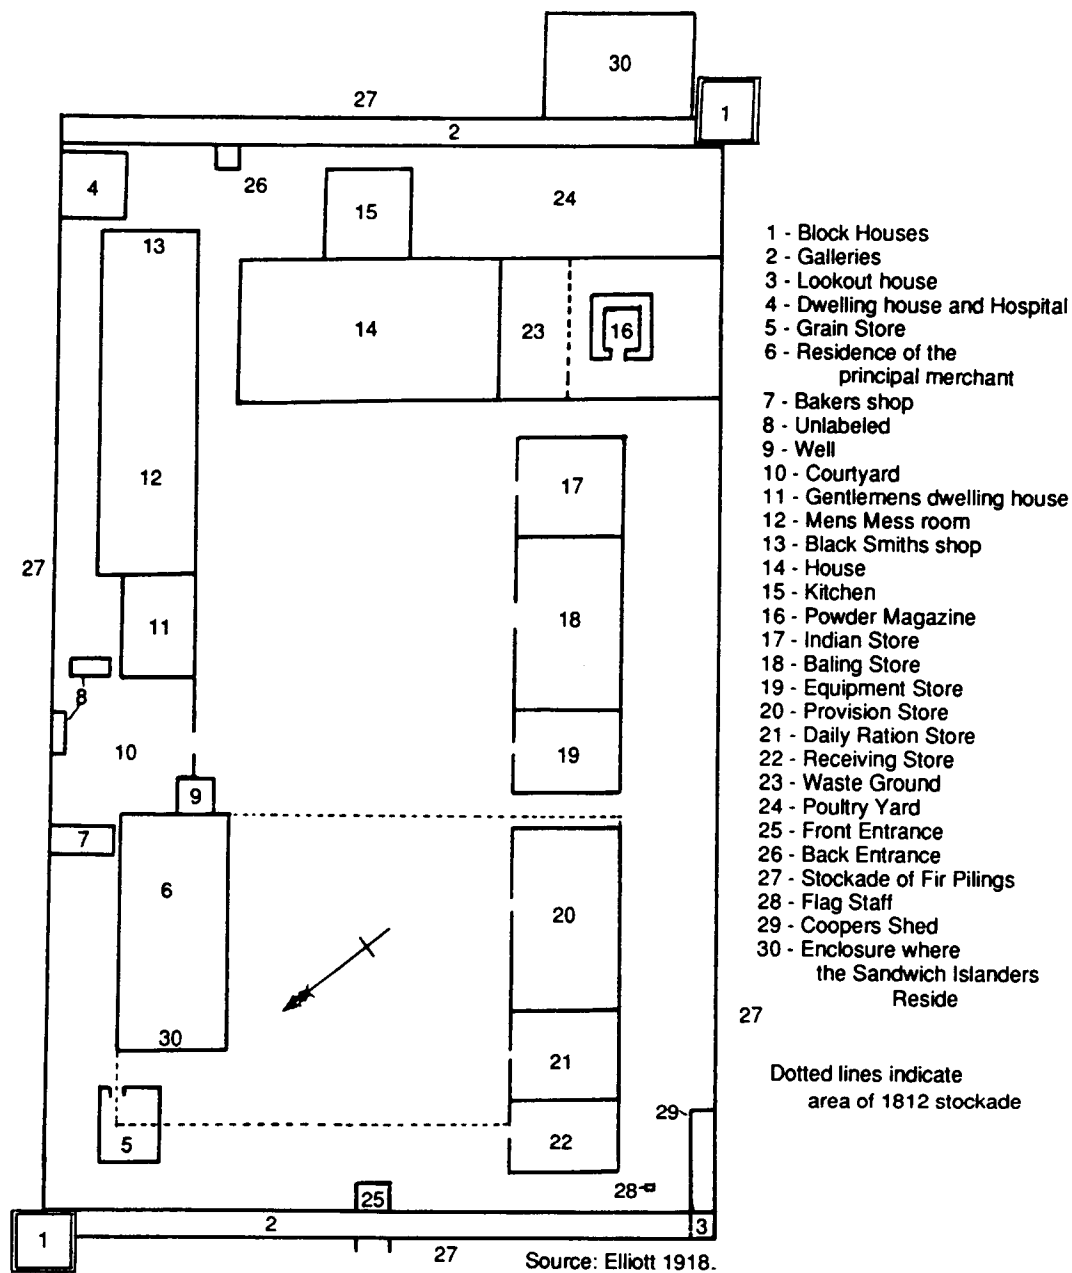 30
27
1
2
4
26
15
24
13
14
23
16
12
17
27
11
18
8
10
19
9
7
6
20
30
21
5
22
29
27
28
25
2
3
1
27
1 - Block Houses
2 - Galleries
3 - Lookout house
4 - Dwelling house and Hospital
5 - Grain Store
6 - Residence of the
principal merchant
7 - Bakers shop
8 - Unlabeled
9 - Well
10 - Courtyard
11 - Gentlemens dwelling house
12 - Mens Mess room
13 - Black Smiths shop
14 - House
15 - Kitchen
16 - Powder Magazine
17 - Indian Store
18 - Baling Store
19 - Equipment Store
20 - Provision Store
21 - Daily Ration Store
22 - Receiving Store
23 - Waste Ground
24 - Poultry Yard
25 - Front Entrance
26 - Back Entrance
27 - Stockade of Fir Pilings
28 - Flag Staff
29 - Coopers Shed
30 - Enclosure where
the Sandwich Islanders
Reside
Dotted lines indicate
area of 1812 stockade
Source: Elliott 1918.